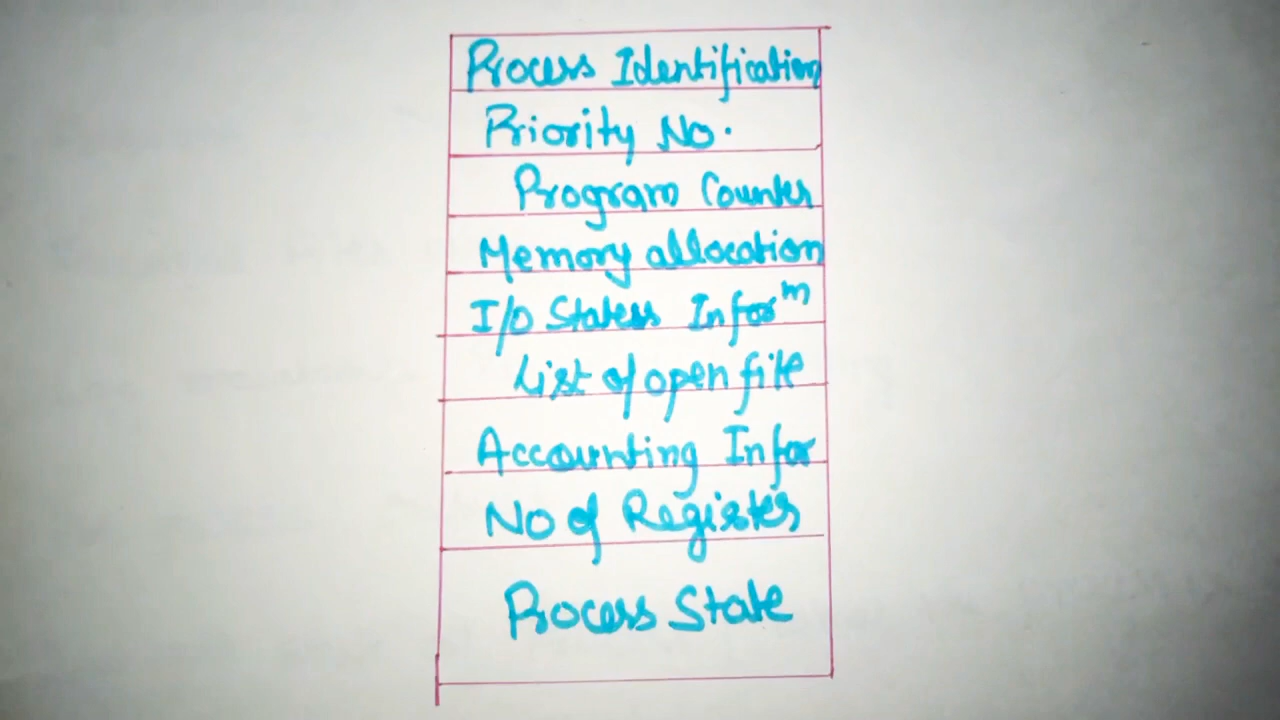 Process Identification
Priority No.
Program Counter
Memory allocation
I/O Status Inform
List of open file
Accounting Infor
No of Register
Process State